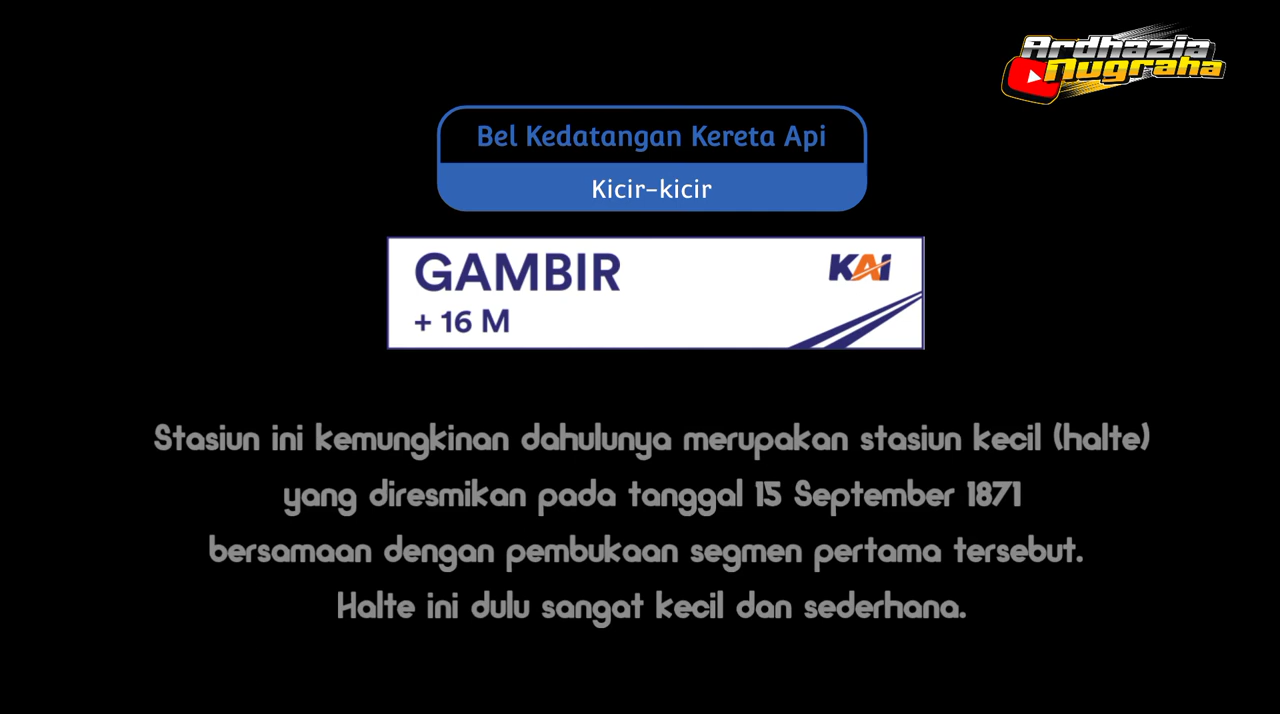 Ardhazia
Nugraha
Bel Kedatangan Kereta Api
Kicir-kicir
GAMBIR
KAI
+ 16 M
Stasiun ini kemungkinan dahulunya merupakan stasiun kecil (halte)
yang diresmikan pada tanggal 15 September 1871
bersamaan dengan pembukaan segmen pertama tersebut.
Halte ini dulu sangat kecil dan sederhana.